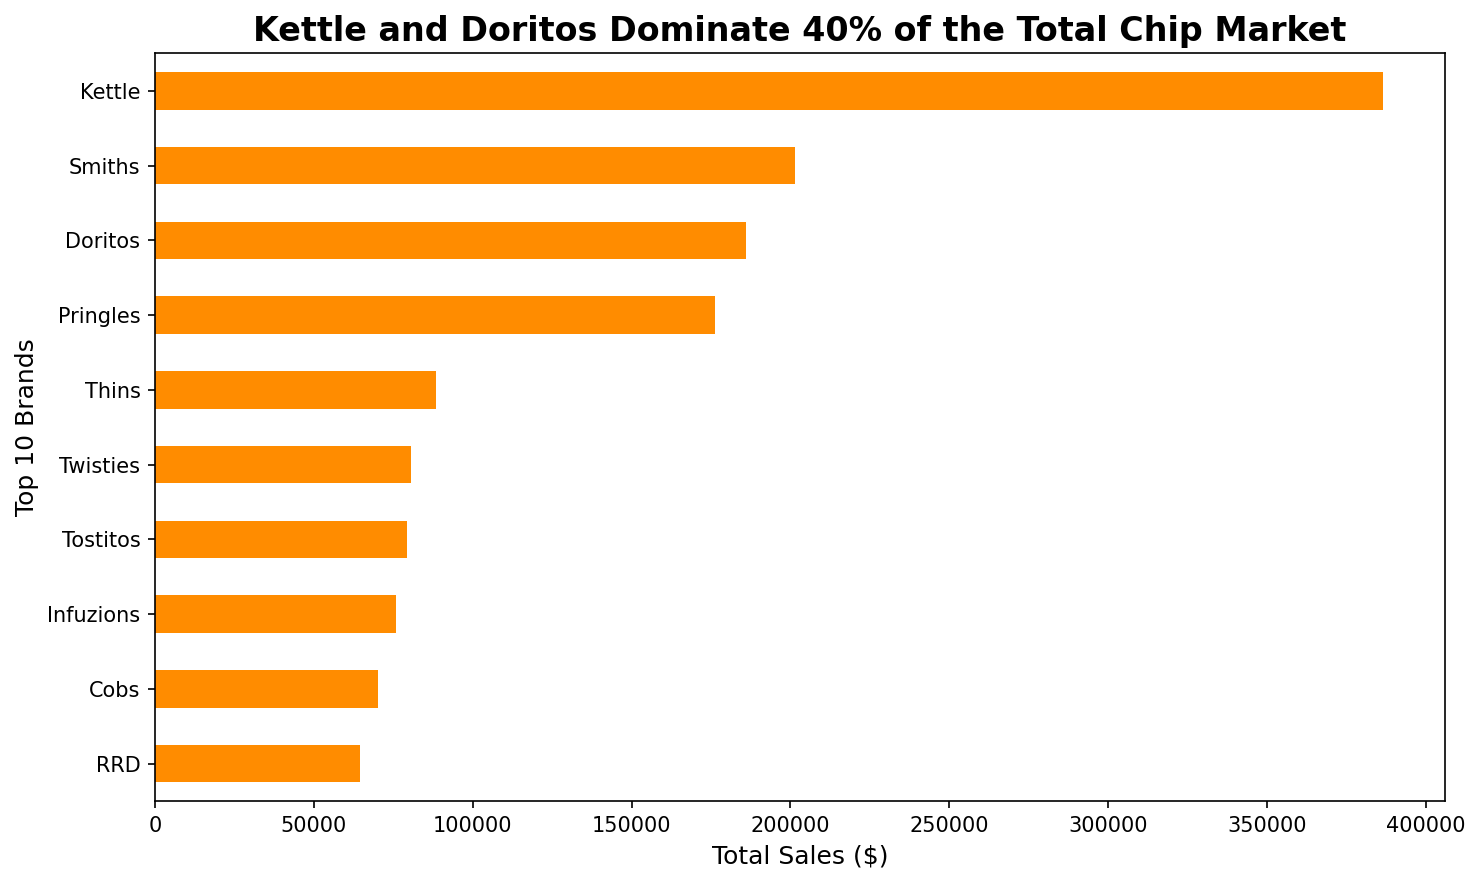 Kettle and Doritos Dominate 40% of the Total Chip Market
Top 10 Brands
Kettle
Smiths
Doritos
Pringles
Thins
Twisties
Tostitos
Infuzions
Cobs
RRD
0 50000 100000 150000 200000 250000 300000 350000 400000
Total Sales ($)